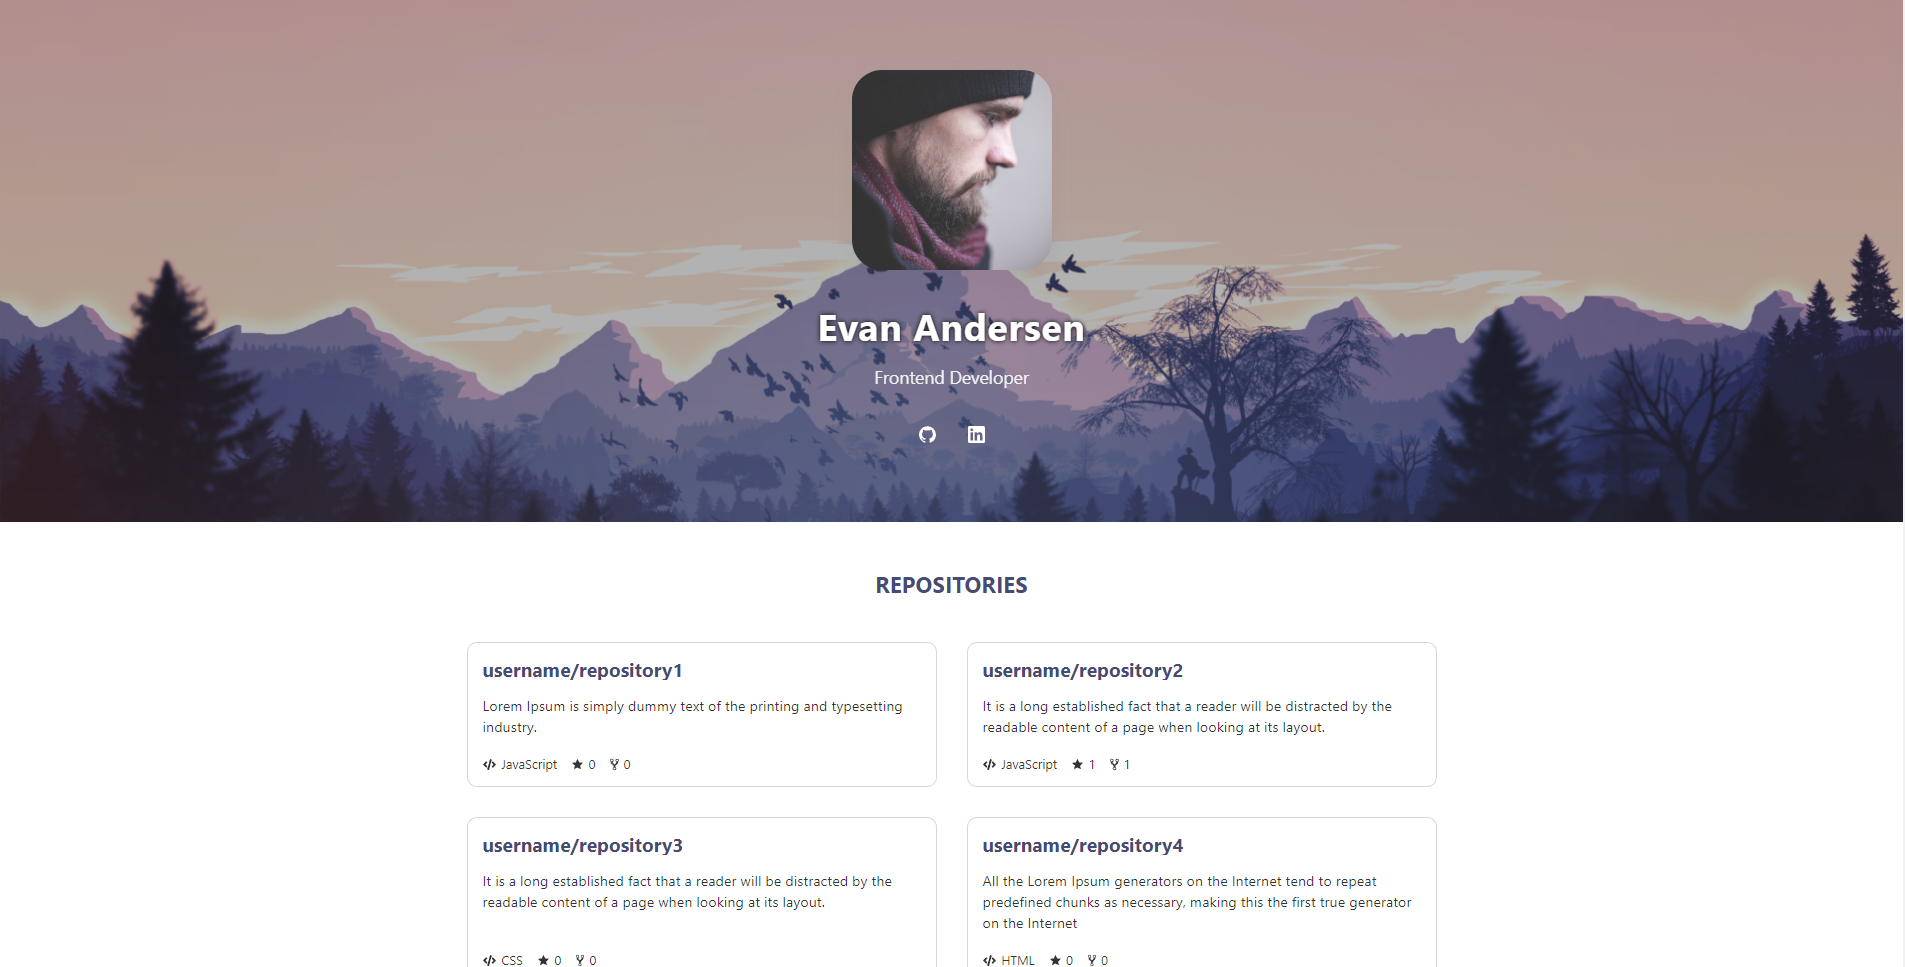 Evan Andersen
Frontend Developer
in
REPOSITORIES
username/repository1
Lorem Ipsum is simply dummy text of the printing and typesetting
industry.
JavaScript 0 0
username/repository2
It is a long established fact that a reader will be distracted by the
readable content of a page when looking at its layout.
JavaScript 1 1
username/repository3
It is a long established fact that a reader will be distracted by the
readable content of a page when looking at its layout.
CSS 0 0
username/repository4
All the Lorem Ipsum generators on the Internet tend to repeat
predefined chunks as necessary, making this the first true generator
on the Internet
HTML 0 0